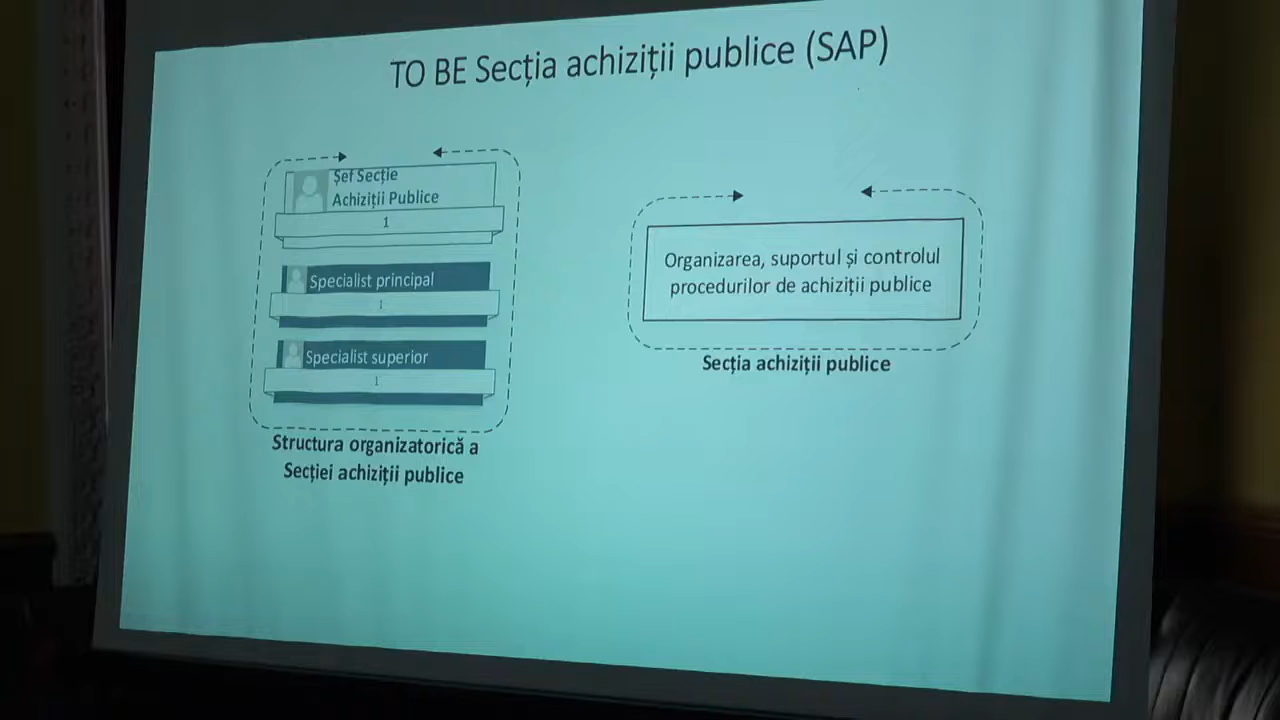 TO BE Secția achiziții publice (SAP)
Șef Secție
Achiziții Publice
1
Specialist principal
1
Specialist superior
1
Structura organizatorică a
Secției achiziții publice
Organizarea, suportul și controlul
procedurilor de achiziții publice
Secția achiziții publice